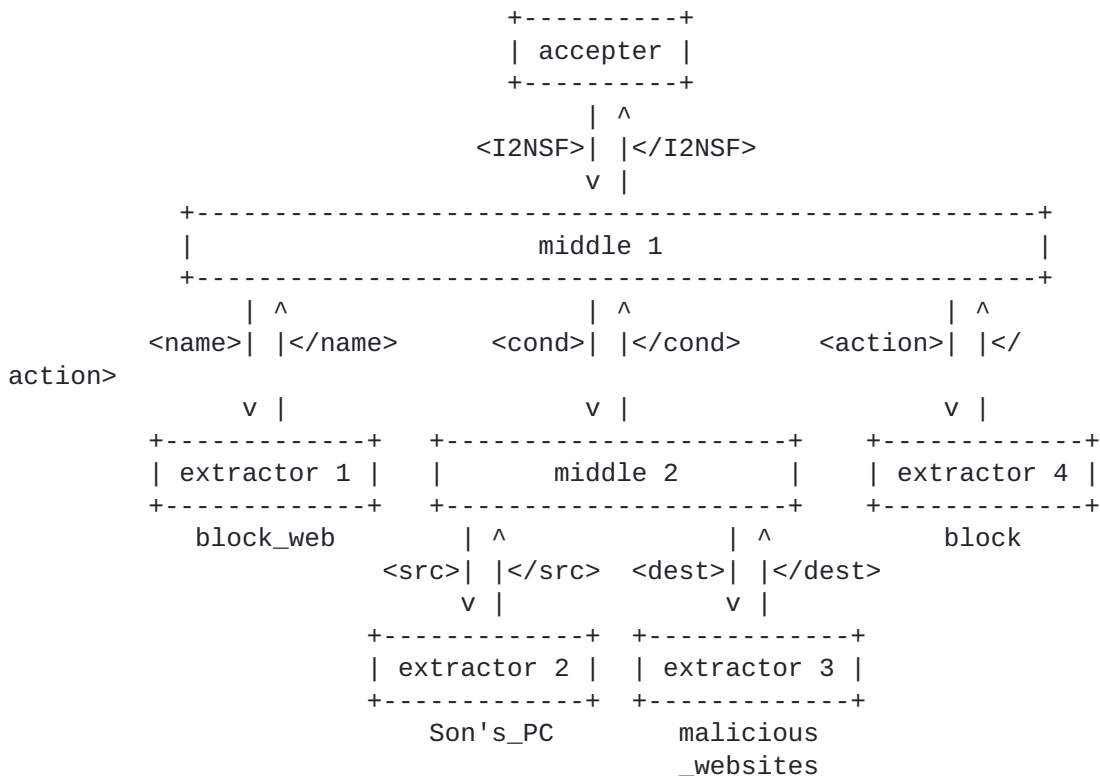 +----------+
| accepter |
+----------+
| ^
<I2NSF>| |</I2NSF>
v |
+------------------------------------------------------+
| middle 1 |
+------------------------------------------------------+
| ^ | ^ | ^
<name>| |</name> <cond>| |</cond> <action>| |</
action>
v | v | v |
+-------------+ +----------------------+ +-------------+
| extractor 1 | | middle 2 | | extractor 4 |
+-------------+ +----------------------+ +-------------+
block_web | ^ | ^ block
<src>| |</src> <dest>| |</dest>
v | v |
+-------------+ +-------------+
| extractor 2 | | extractor 3 |
+-------------+ +-------------+
Son's_PC malicious
_websites